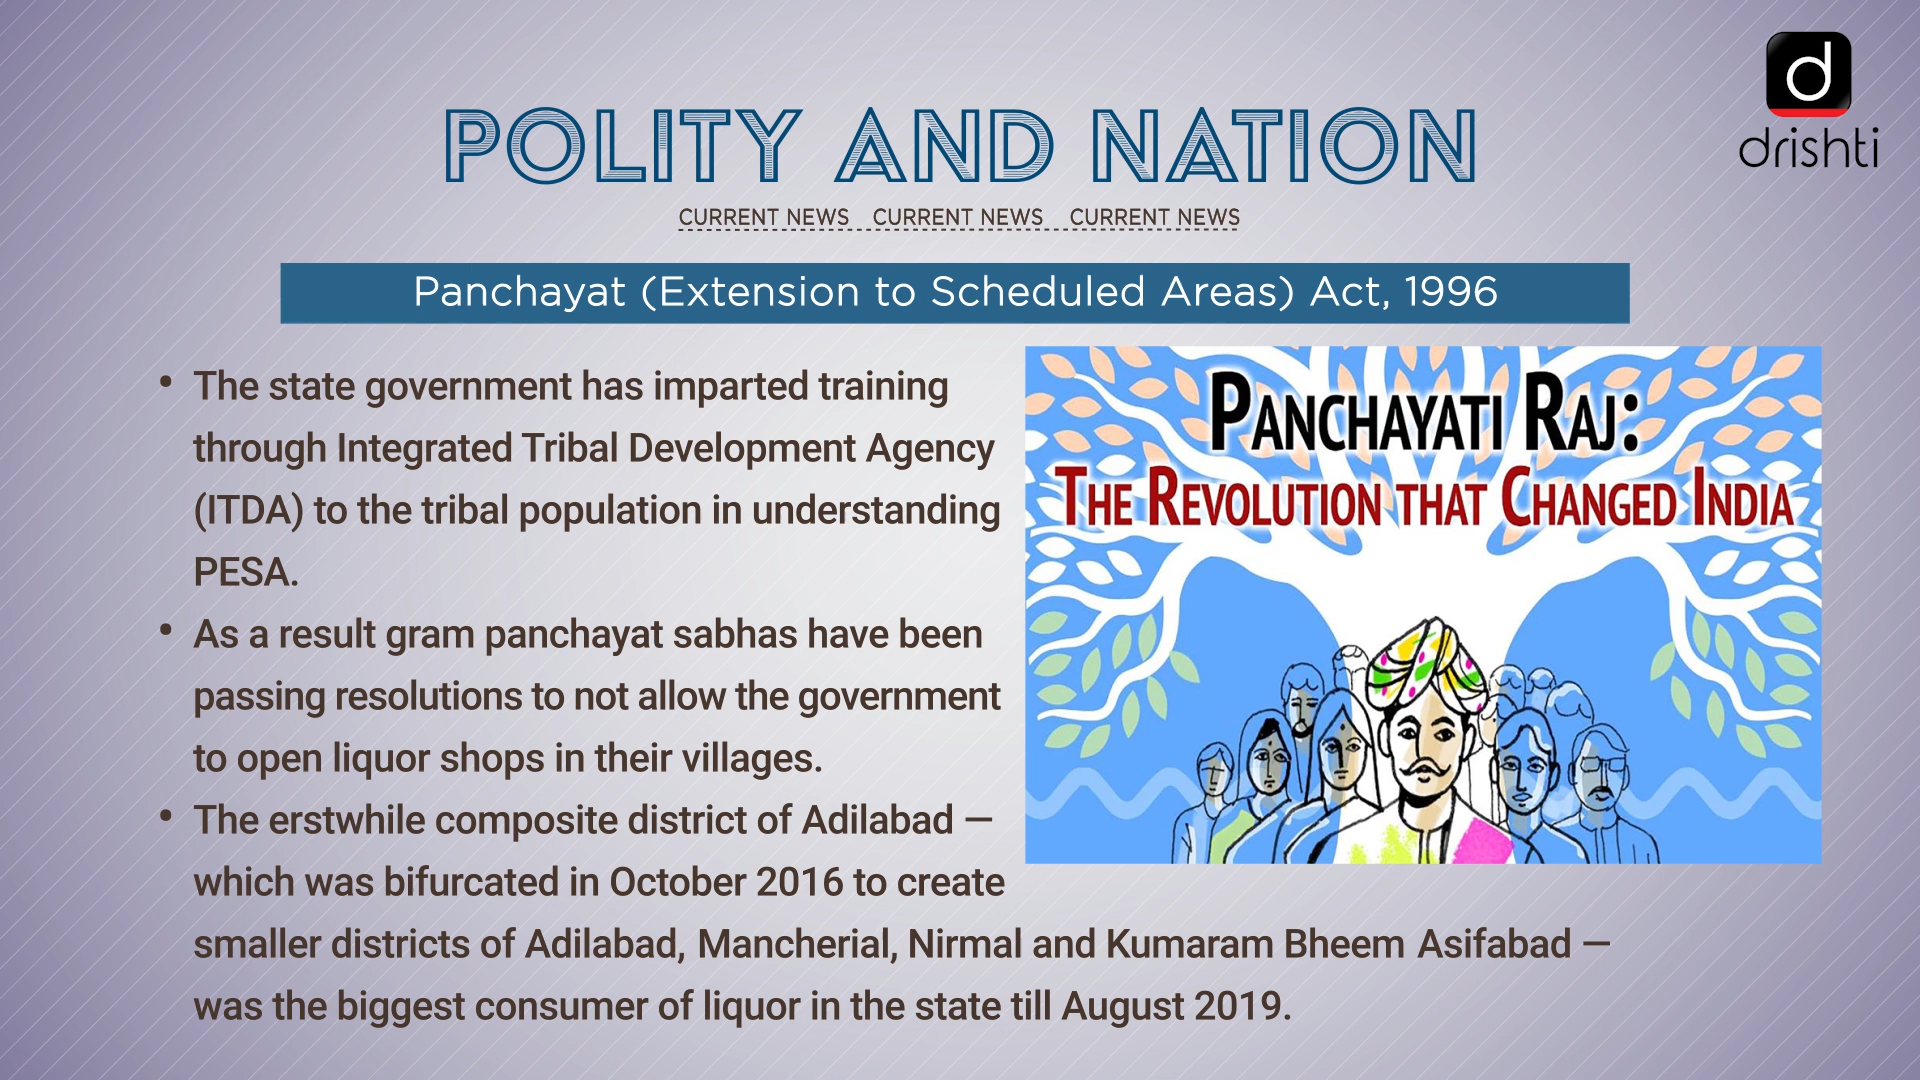 d
drishti
POLITY AND NATION
CURRENT NEWS CURRENT NEWS CURRENT NEWS
Panchayat (Extension to Scheduled Areas) Act, 1996
• The state government has imparted training
through Integrated Tribal Development Agency
(ITDA) to the tribal population in understanding
PESA.
• As a result gram panchayat sabhas have been
passing resolutions to not allow the government
to open liquor shops in their villages.
• The erstwhile composite district of Adilabad —
which was bifurcated in October 2016 to create
smaller districts of Adilabad, Mancherial, Nirmal and Kumaram Bheem Asifabad —
was the biggest consumer of liquor in the state till August 2019.
PANCHAYATI RAJ:
THE REVOLUTION THAT CHANGED INDIA